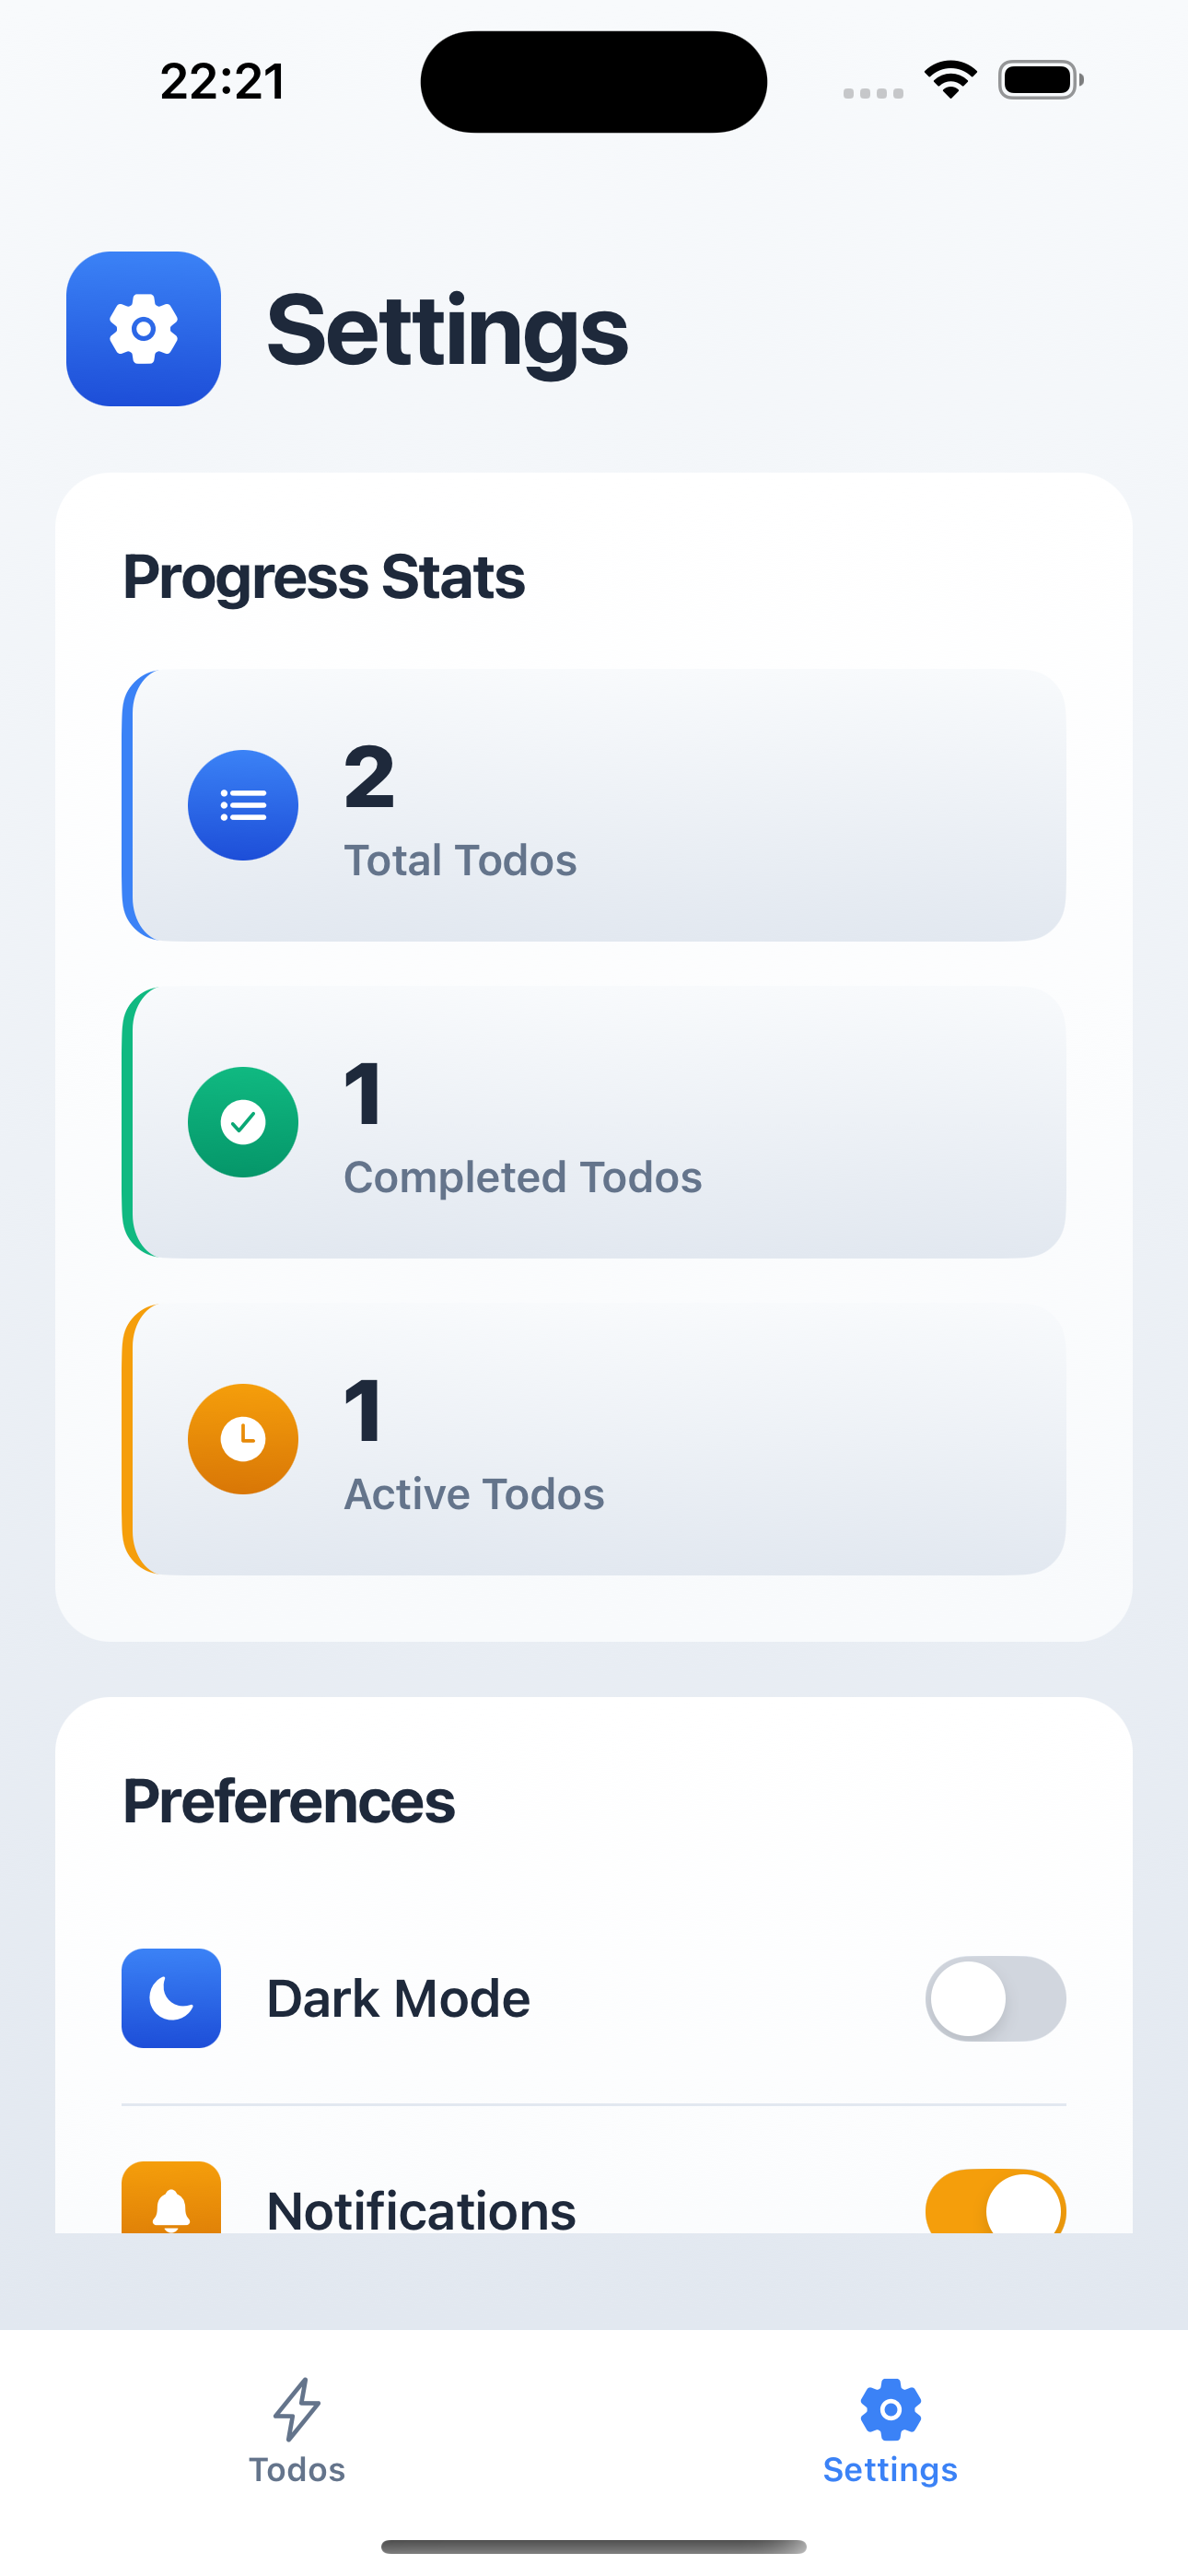 22:21
Settings
Progress Stats
2
Total Todos
1
Completed Todos
1
Active Todos
Preferences
Dark Mode
Notifications
Todos
Settings